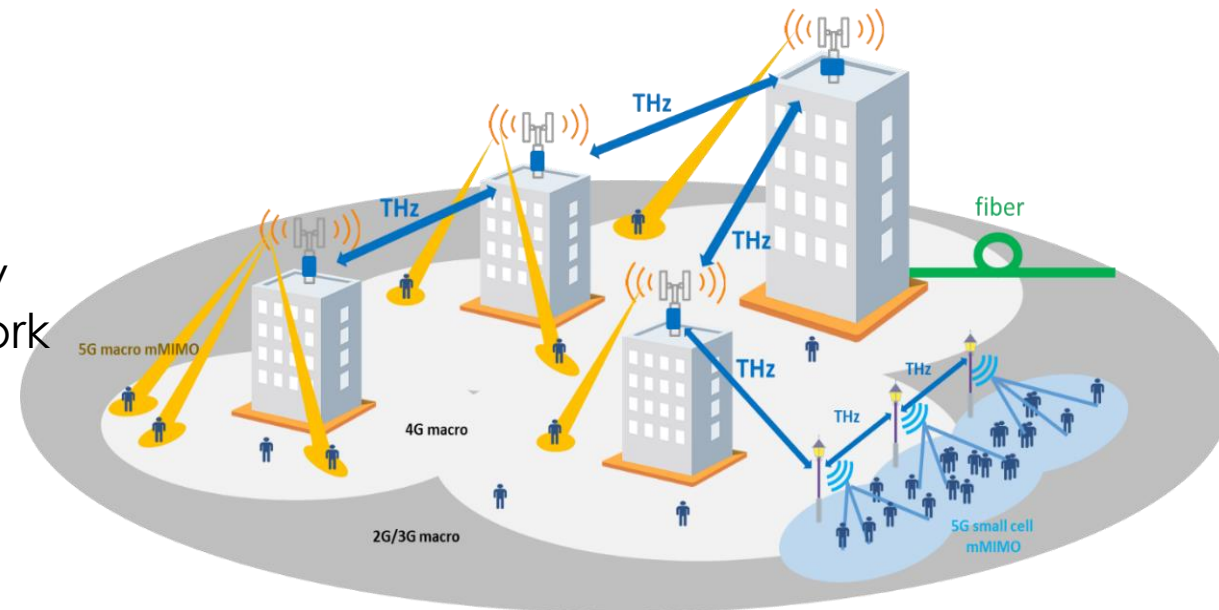 THz
THz
fiber
THz
ork
5G macro mMIMO
THz
THz
THz
4G macro
2G/3G macro
5G small cell
mMIMO